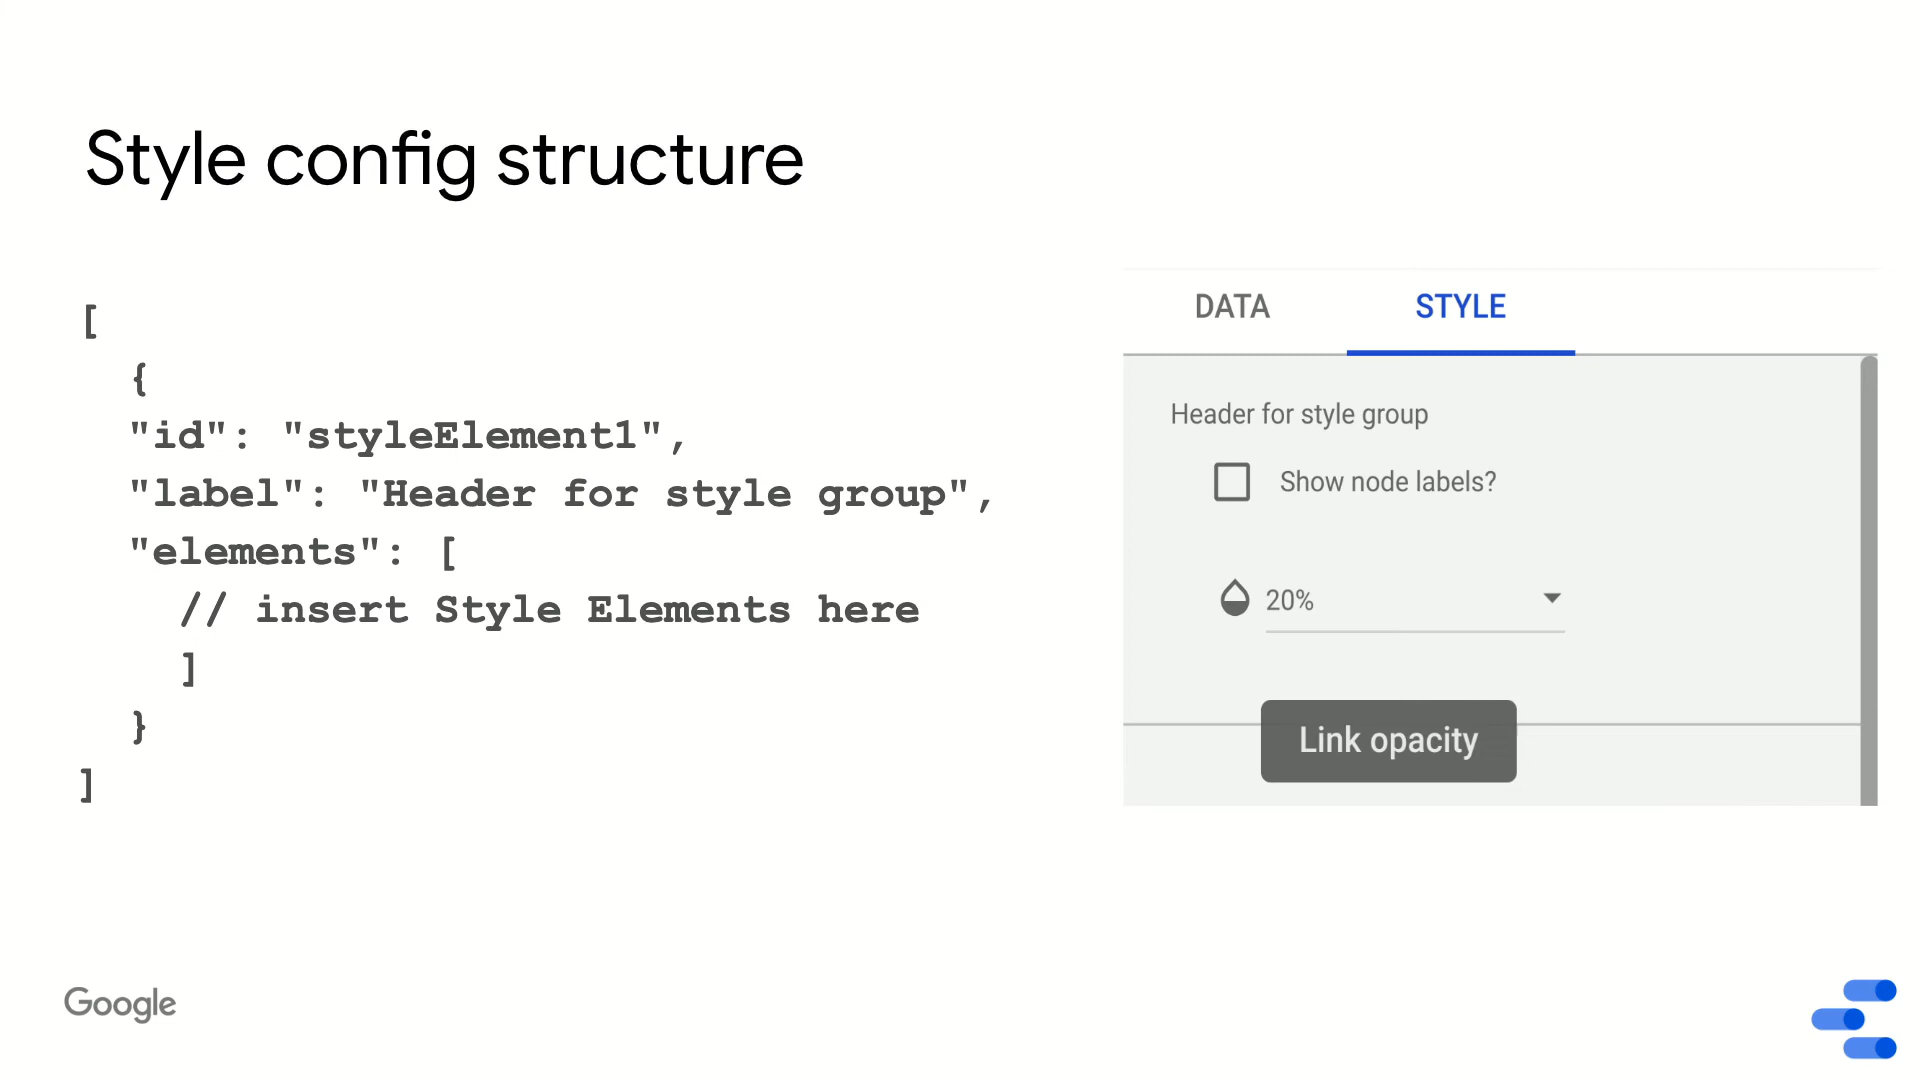 Style config structure
[
{
"id": "styleElement1",
"label": "Header for style group",
"elements": [
// insert Style Elements here
]
}
]
DATA STYLE
Header for style group
Show node labels?
20%
Link opacity
Google